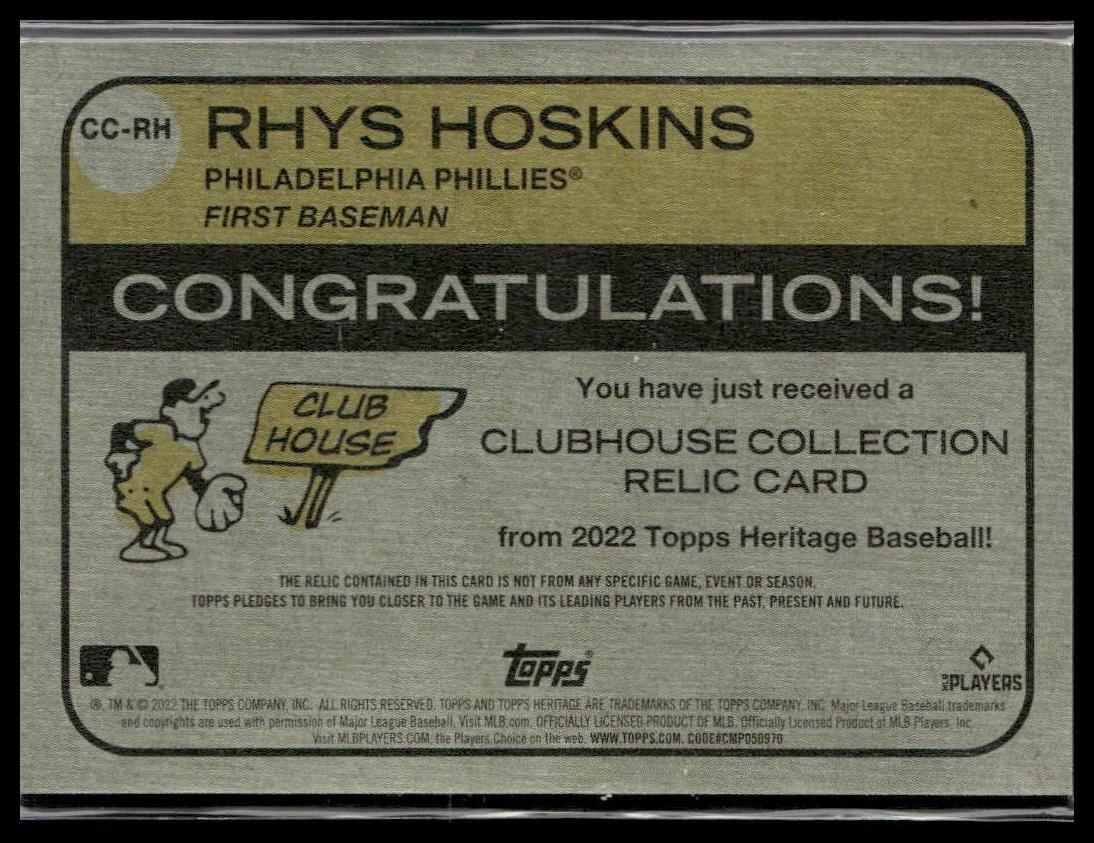 CC-RH
RHYS HOSKINS
PHILADELPHIA PHILLIES®
FIRST BASEMAN
CONGRATULATIONS!
CLUB
HOUSE
You have just received a
CLUBHOUSE COLLECTION
RELIC CARD
from 2022 Topps Heritage Baseball!
THE RELIC CONTAINED IN THIS CARD IS NOT FROM ANY SPECIFIC GAME, EVENT OR SEASON.
TOPPS PLEDGES TO BRING YOU CLOSER TO THE GAME AND ITS LEADING PLAYERS FROM THE PAST, PRESENT AND FUTURE.
Topps®
MLB PLAYERS
®, TM & © 2022 THE TOPPS COMPANY, INC. ALL RIGHTS RESERVED. TOPPS AND TOPPS HERITAGE ARE TRADEMARKS OF THE TOPPS COMPANY, INC. Major League Baseball trademarks
and copyrights are used with permission of Major League Baseball. Visit MLB.com. OFFICIALLY LICENSED PRODUCT OF MLB. Officially Licensed Product of MLB Players, Inc.
Visit MLBPLAYERS.COM, the Players Choice on the web. WWW.TOPPS.COM. CODE#CMP050970